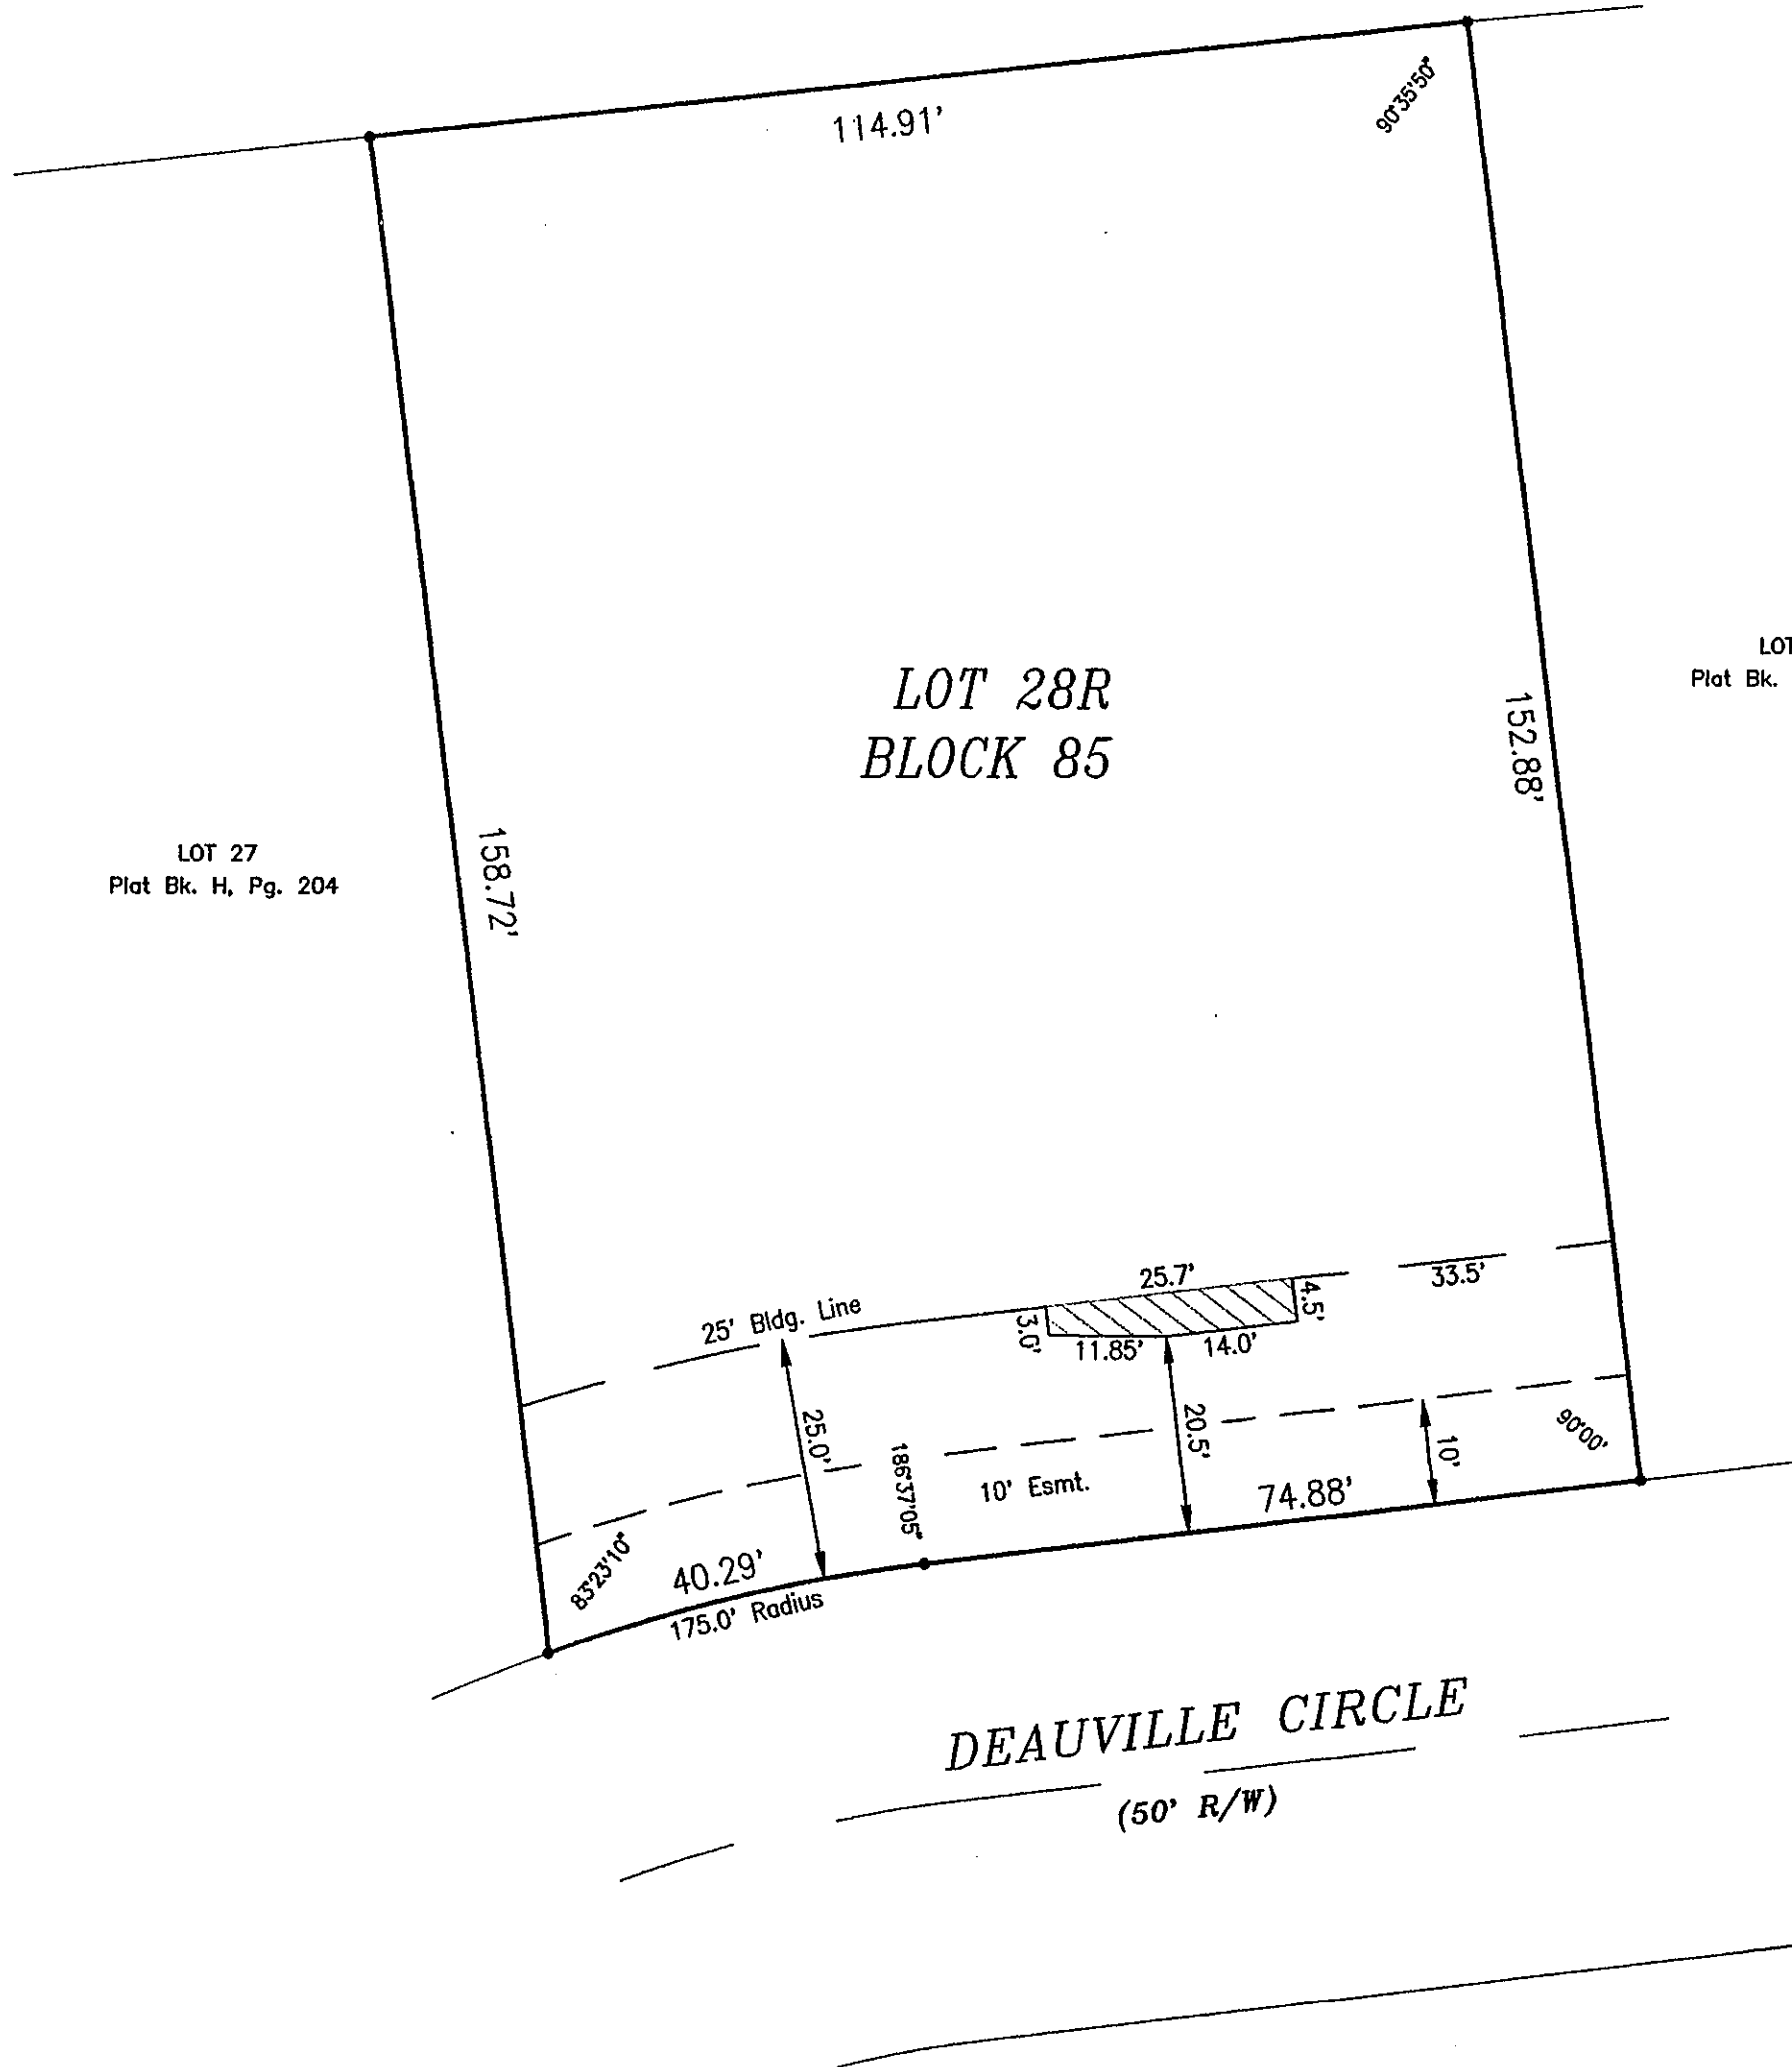 114.91'
90°35'50"
LOT 28R
BLOCK 85
LOT
Plat Bk.
152.88'
LOT 27
Plat Bk. H, Pg. 204
158.72'
25.7'
33.5'
4.5'
25' Bldg. Line
3.0'
11.85'
14.0'
25.0'
20.5'
10'
90°00'
186°37'05"
10' Esmt.
74.88'
83°23'10"
40.29'
175.0' Radius
DEAUVILLE CIRCLE
(50' R/W)